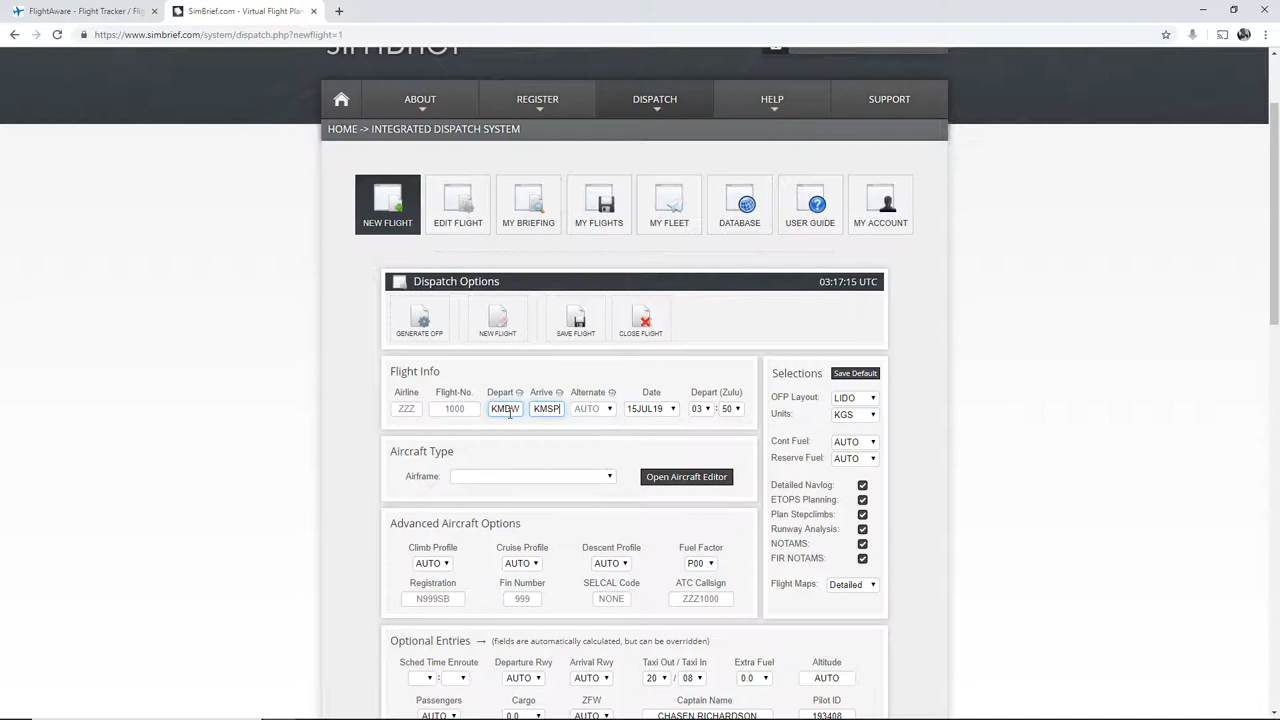 FlightAware - Flight Tracker / Flig
SimBrief.com - Virtual Flight Plan
https://www.simbrief.com/system/dispatch.php?newflight=1
ABOUT
REGISTER
DISPATCH
HELP
SUPPORT
HOME -> INTEGRATED DISPATCH SYSTEM
NEW FLIGHT
EDIT FLIGHT
MY BRIEFING
MY FLIGHTS
MY FLEET
DATABASE
USER GUIDE
MY ACCOUNT
Dispatch Options
03:17:15 UTC
GENERATE OFP
NEW FLIGHT
SAVE FLIGHT
CLOSE FLIGHT
Flight Info
Airline Flight-No. Depart Arrive Alternate Date Depart (Zulu)
ZZZ 1000 KMDW KMSP AUTO 15JUL19 03 : 50
Aircraft Type
Airframe:
Open Aircraft Editor
Advanced Aircraft Options
Climb Profile Cruise Profile Descent Profile Fuel Factor
AUTO AUTO AUTO P00
Registration Fin Number SELCAL Code ATC Callsign
N999SB 999 NONE ZZZ1000
Selections Save Default
OFP Layout: LIDO
Units: KGS
Cont Fuel: AUTO
Reserve Fuel: AUTO
Detailed Navlog:
ETOPS Planning:
Plan Stepclimbs:
Runway Analysis:
NOTAMS:
FIR NOTAMS:
Flight Maps: Detailed
Optional Entries → (fields are automatically calculated, but can be overridden)
Sched Time Enroute Departure Rwy Arrival Rwy Taxi Out / Taxi In Extra Fuel Altitude
: AUTO AUTO 20 / 08 0.0 AUTO
Passengers Cargo ZFW Captain Name Pilot ID
AUTO 0.0 AUTO CHASEN RICHARDSON 193408